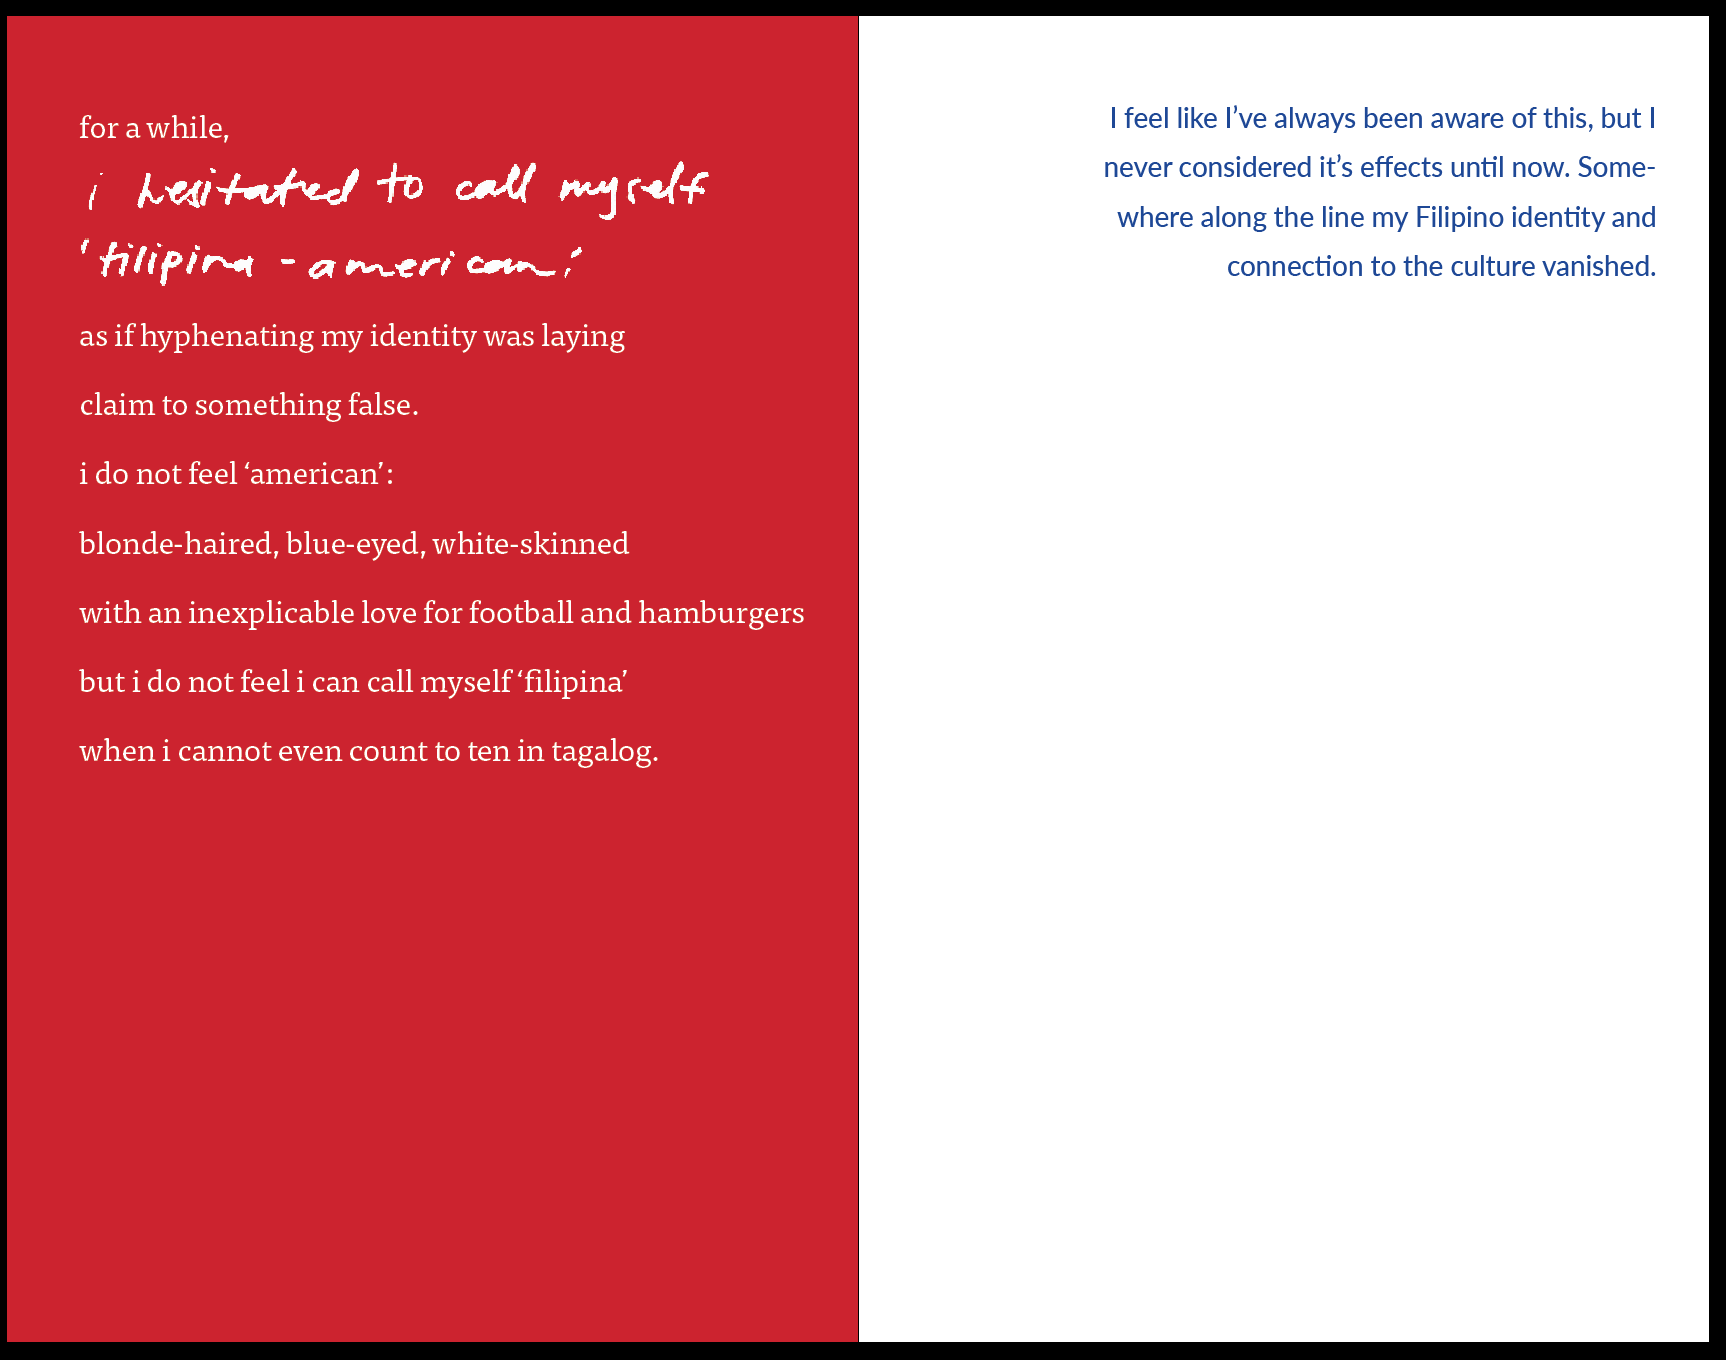 for a while,
i hesitated to call myself
‘filipina-american’
as if hyphenating my identity was laying
claim to something false.
i do not feel ‘american’:
blonde-haired, blue-eyed, white-skinned
with an inexplicable love for football and hamburgers
but i do not feel i can call myself ‘filipina’
when i cannot even count to ten in tagalog.
I feel like I’ve always been aware of this, but I
never considered it’s effects until now. Some-
where along the line my Filipino identity and
connection to the culture vanished.